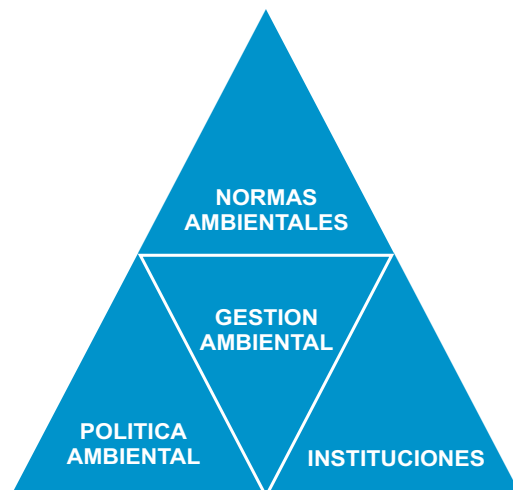 NORMAS
AMBIENTALES
GESTION
AMBIENTAL
POLITICA
AMBIENTAL
INSTITUCIONES